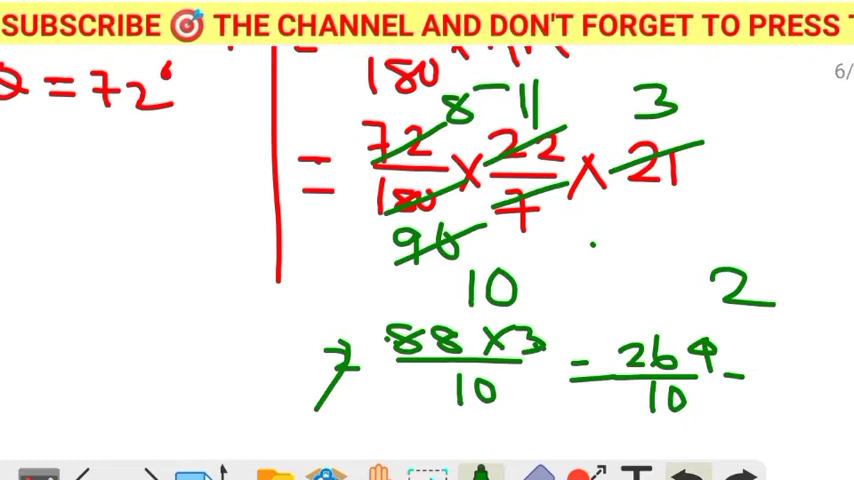 SUBSCRIBE 🎯 THE CHANNEL AND DON'T FORGET TO PRESS T
6/
180
= 72°
8 11 3
= 72/180 × 22/7 × 21
90
10
2
88 × 3 / 10 = 264 / 10 =